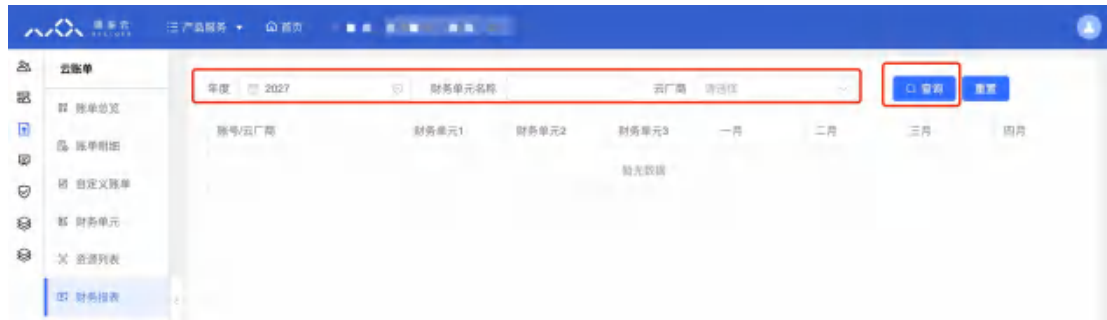 产品服务 首页
云账单
年度 2027 财务单元名称 云厂商 请选择 查询 重置
账单总览
账号/云厂商 财务单元1 财务单元2 财务单元3 一月 二月 三月 四月
账单明细
暂无数据
自定义账单
财务单元
资源列表
财务报表